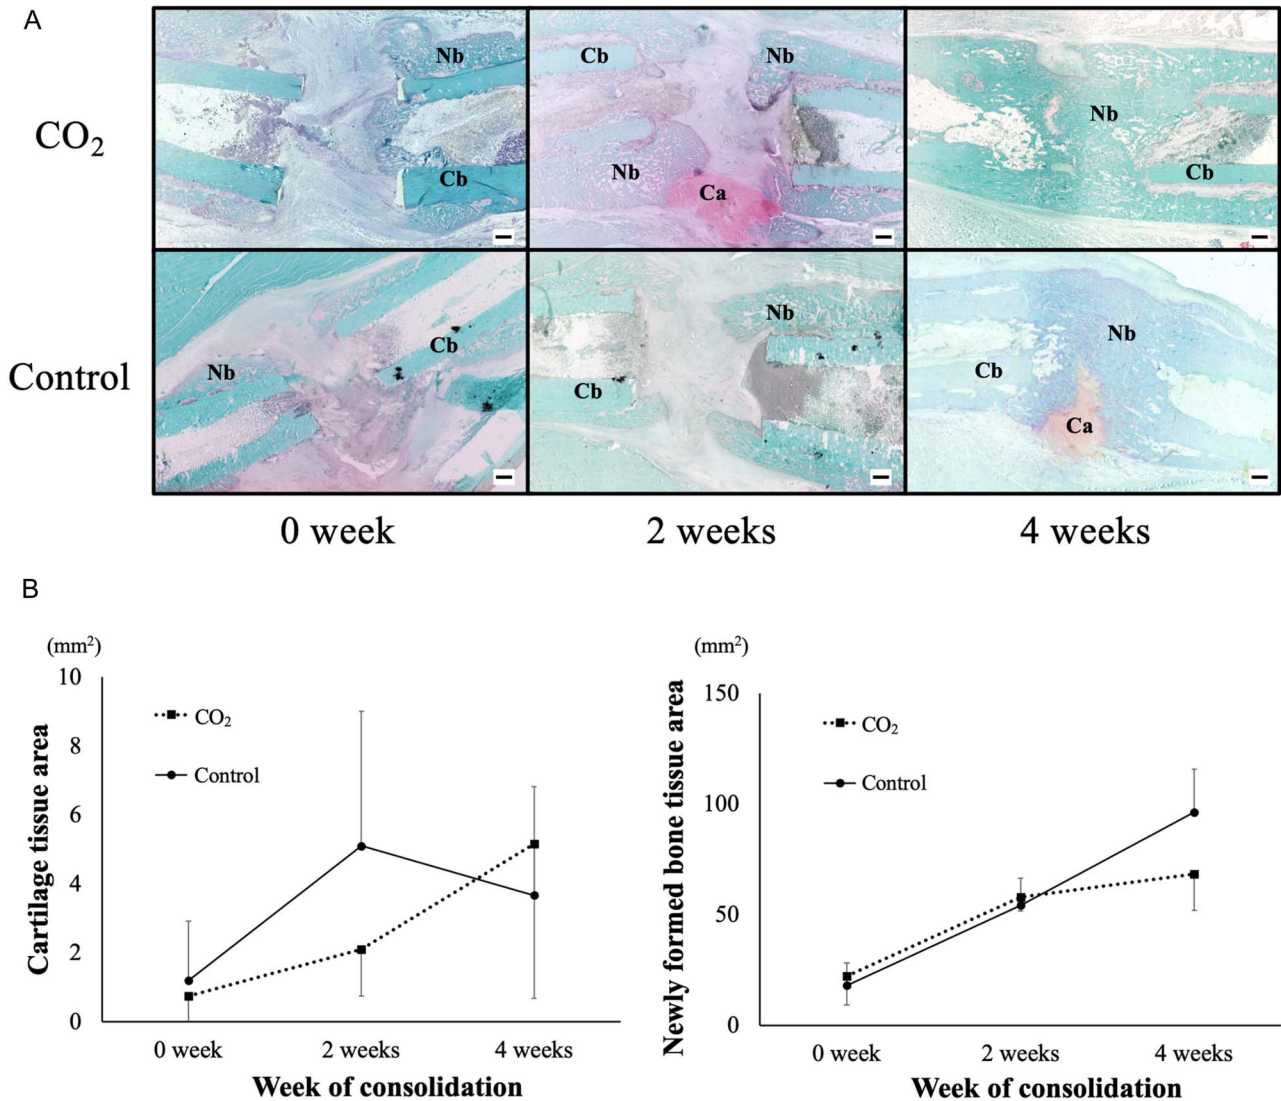 A
CO₂
Nb
Cb
Cb
Nb
Nb
Ca
Nb
Cb
Control
Nb
Cb
Nb
Cb
Nb
Cb
Ca
0 week
2 weeks
4 weeks
B
(mm²)
Cartilage tissue area
10
8
6
4
2
0
CO₂
Control
0 week
2 weeks
4 weeks
Week of consolidation
(mm²)
Newly formed bone tissue area
150
100
50
0
CO₂
Control
0 week
2 weeks
4 weeks
Week of consolidation